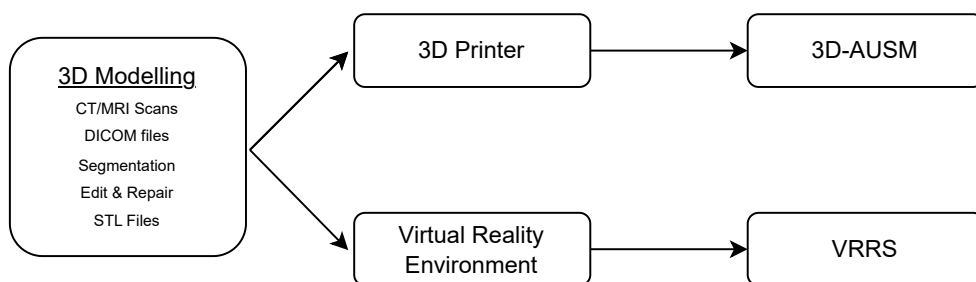 3D Modelling
CT/MRI Scans
DICOM files
Segmentation
Edit & Repair
STL Files
3D Printer
3D-AUSM
Virtual Reality
Environment
VRRS